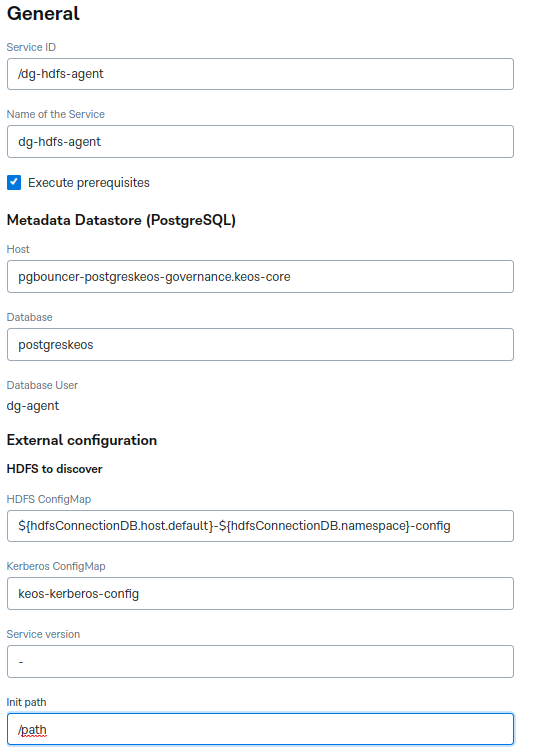 General
Service ID
/dg-hdfs-agent
Name of the Service
dg-hdfs-agent
Execute prerequisites
Metadata Datastore (PostgreSQL)
Host
pgbouncer-postgreskeos-governance.keos-core
Database
postgreskeos
Database User
dg-agent
External configuration
HDFS to discover
HDFS ConfigMap
${hdfsConnectionDB.host.default}-${hdfsConnectionDB.namespace}-config
Kerberos ConfigMap
keos-kerberos-config
Service version
-
Init path
/path